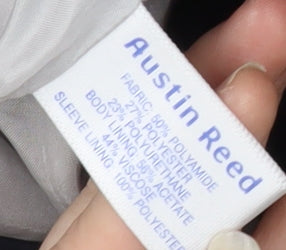 Austin Reed
FABRIC: 50% POLYAMIDE
27% POLYESTER
23% POLYURETHANE
BODY LINING: 56% ACETATE
44% VISCOSE
SLEEVE LINING: 100% POLYESTER